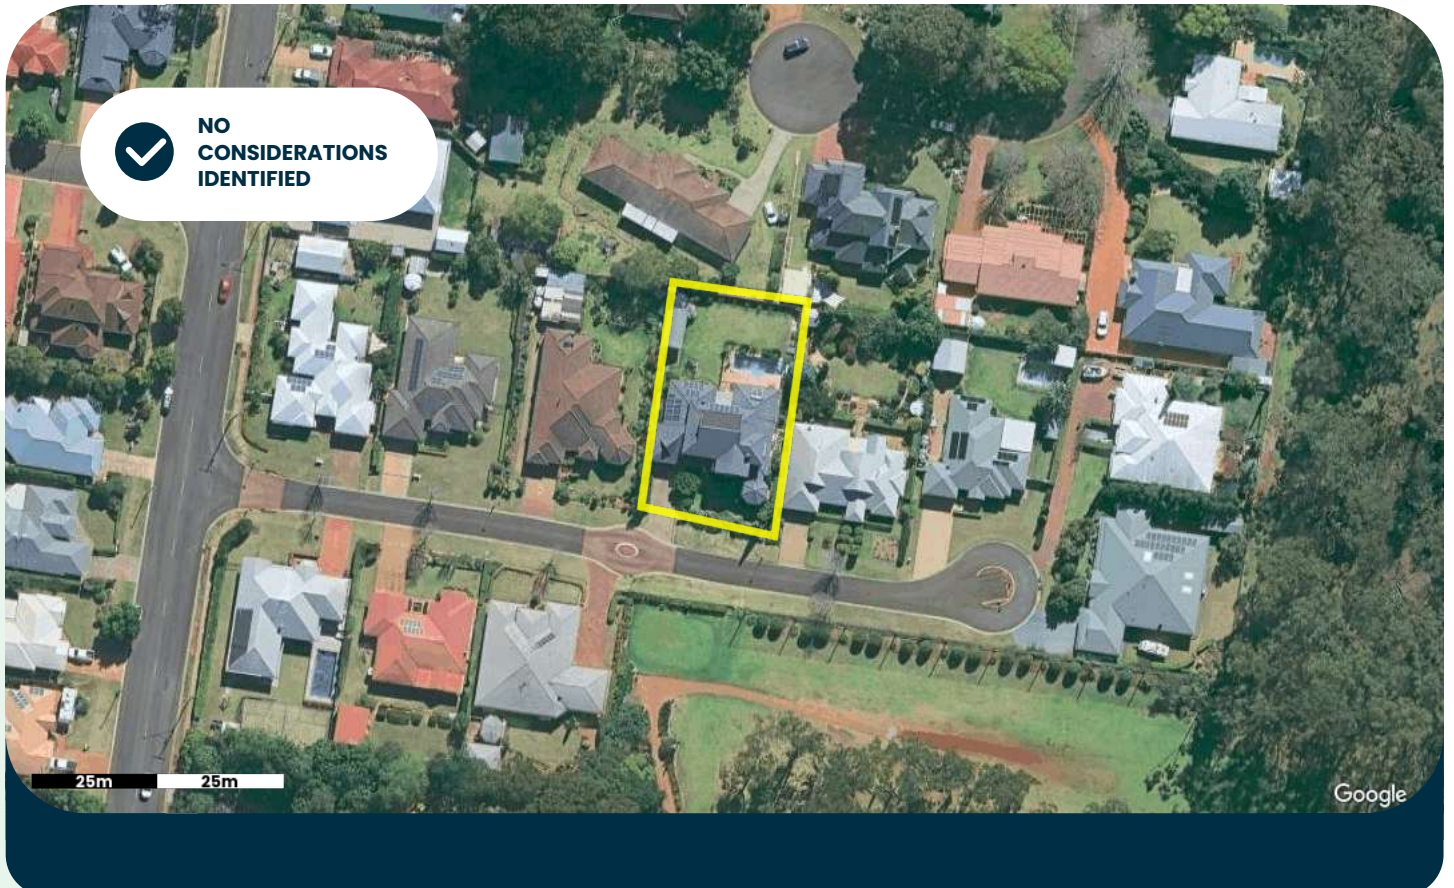 NO
CONSIDERATIONS
IDENTIFIED
25m 25m
Google